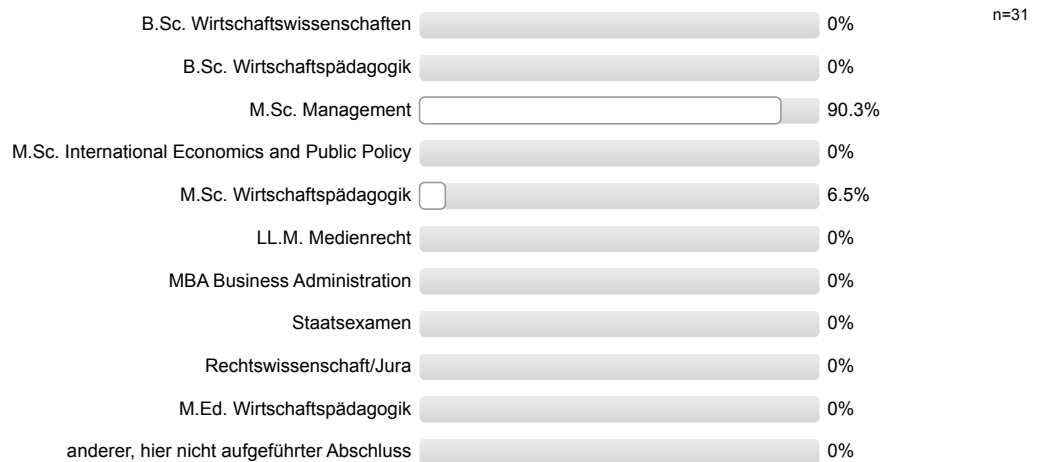 B.Sc. Wirtschaftswissenschaften 0% n=31
B.Sc. Wirtschaftspädagogik 0%
M.Sc. Management 90.3%
M.Sc. International Economics and Public Policy 0%
M.Sc. Wirtschaftspädagogik 6.5%
LL.M. Medienrecht 0%
MBA Business Administration 0%
Staatsexamen 0%
Rechtswissenschaft/Jura 0%
M.Ed. Wirtschaftspädagogik 0%
anderer, hier nicht aufgeführter Abschluss 0%